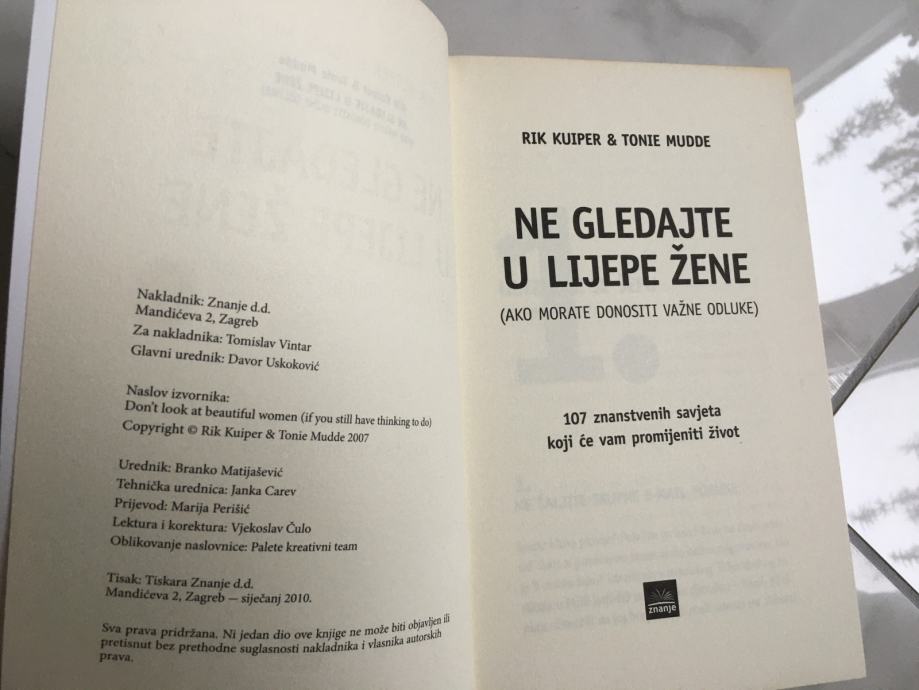 Nakladnik: Znanje d.d.
Mandićeva 2, Zagreb
Za nakladnika: Tomislav Vintar
Glavni urednik: Davor Uskoković
Naslov izvornika:
Don't look at beautiful women (if you still have thinking to do)
Copyright © Rik Kuiper & Tonie Mudde 2007
Urednik: Branko Matijašević
Tehnička urednica: Janka Carev
Prijevod: Marija Perišić
Lektura i korektura: Vjekoslav Čulo
Oblikovanje naslovnice: Palete kreativni team
Tisak: Tiskara Znanje d.d.
Mandićeva 2, Zagreb — siječanj 2010.
Sva prava pridržana. Ni jedan dio ove knjige ne može biti objavljen ili
pretisnut bez prethodne suglasnosti nakladnika i vlasnika autorskih
prava.
RIK KUIPER & TONIE MUDDE
NE GLEDAJTE
U LIJEPE ŽENE
(AKO MORATE DONOSITI VAŽNE ODLUKE)
107 znanstvenih savjeta
koji će vam promijeniti život
znanje